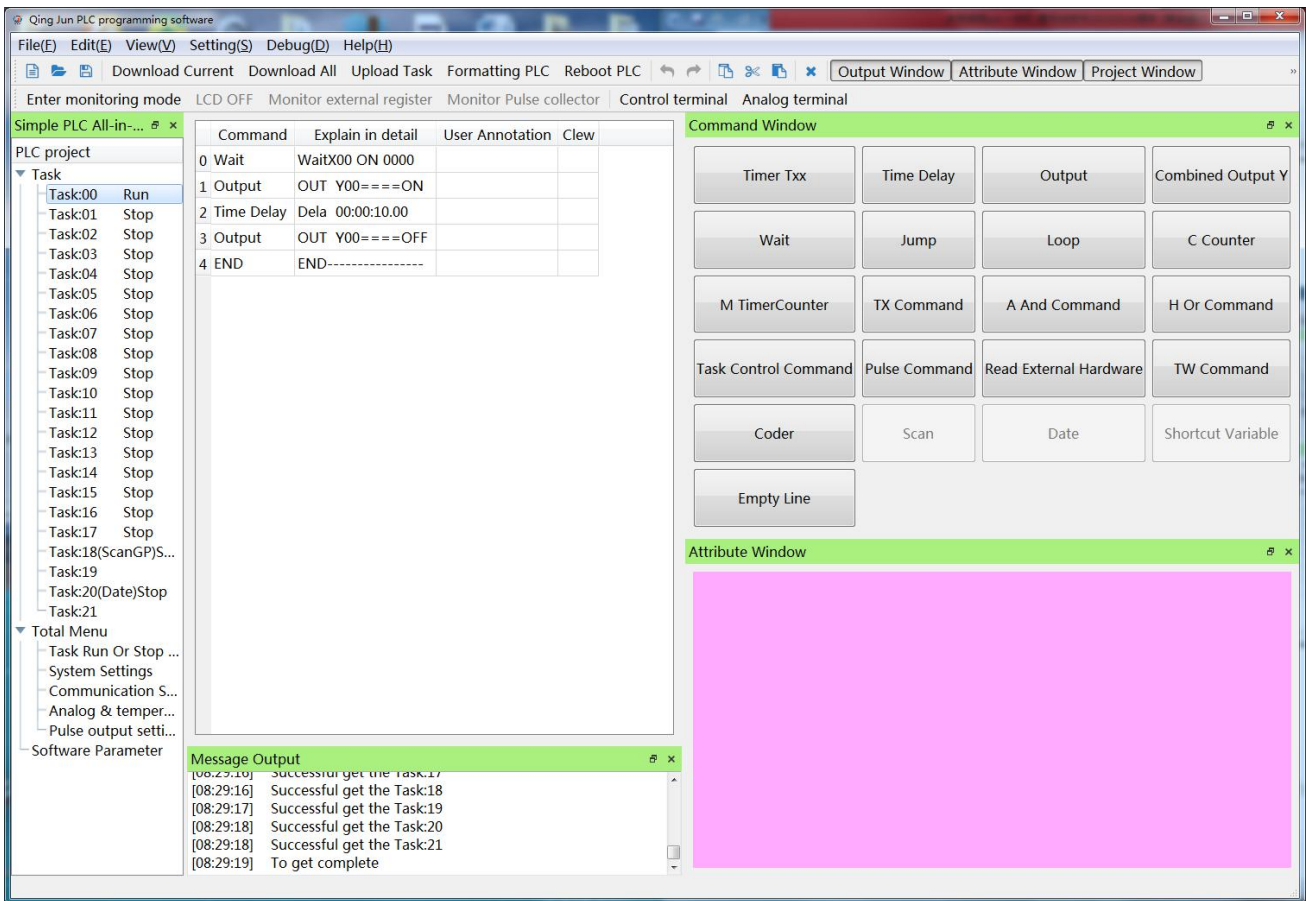 Qing Jun PLC programming software
File(F) Edit(E) View(V) Setting(S) Debug(D) Help(H)
Download Current Download All Upload Task Formatting PLC Reboot PLC Output Window Attribute Window Project Window »
Enter monitoring mode LCD OFF Monitor external register Monitor Pulse collector Control terminal Analog terminal
Simple PLC All-in-...
PLC project
Task
Task:00 Run
Task:01 Stop
Task:02 Stop
Task:03 Stop
Task:04 Stop
Task:05 Stop
Task:06 Stop
Task:07 Stop
Task:08 Stop
Task:09 Stop
Task:10 Stop
Task:11 Stop
Task:12 Stop
Task:13 Stop
Task:14 Stop
Task:15 Stop
Task:16 Stop
Task:17 Stop
Task:18(ScanGP)S...
Task:19
Task:20(Date)Stop
Task:21
Total Menu
Task Run Or Stop ...
System Settings
Communication S...
Analog & temper...
Pulse output setti...
Software Parameter
Command Explain in detail User Annotation Clew
0 Wait WaitX00 ON 0000
1 Output OUT Y00====ON
2 Time Delay Dela 00:00:10.00
3 Output OUT Y00====OFF
4 END END----------------
Message Output
[08:29:16] Successful get the Task:17
[08:29:16] Successful get the Task:18
[08:29:17] Successful get the Task:19
[08:29:18] Successful get the Task:20
[08:29:18] Successful get the Task:21
[08:29:19] To get complete
Command Window
Timer Txx Time Delay Output Combined Output Y
Wait Jump Loop C Counter
M TimerCounter TX Command A And Command H Or Command
Task Control Command Pulse Command Read External Hardware TW Command
Coder Scan Date Shortcut Variable
Empty Line
Attribute Window